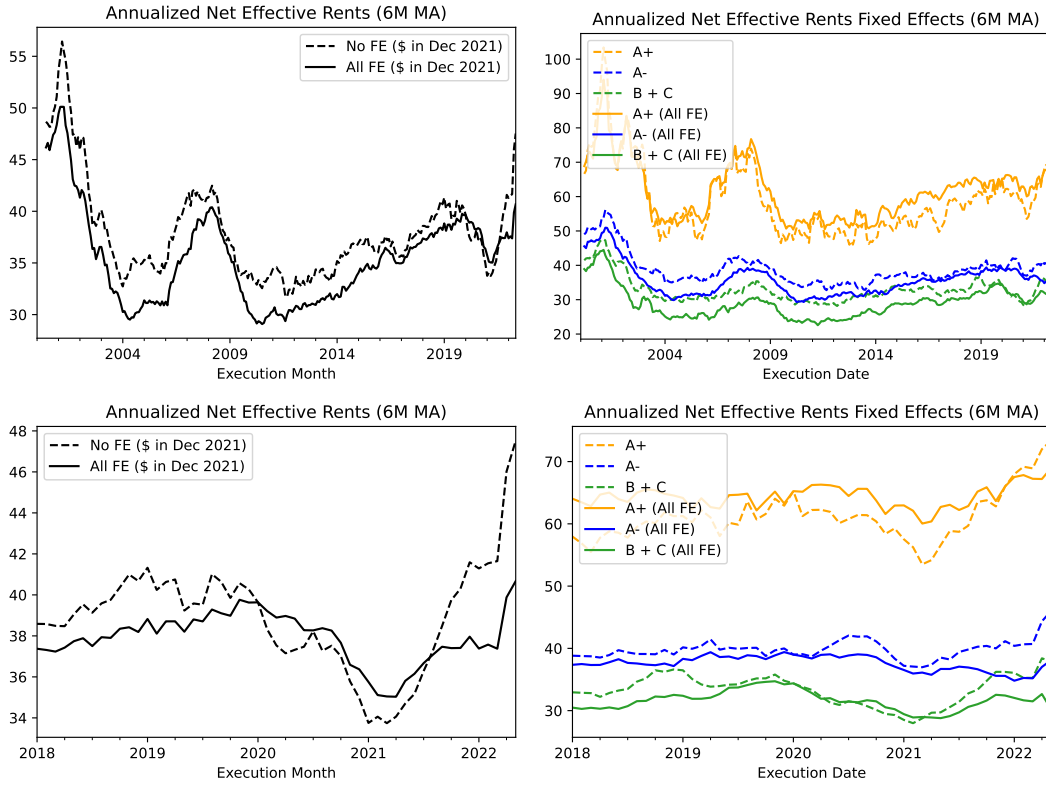 Annualized Net Effective Rents (6M MA)
55
50
45
40
35
30
No FE ($ in Dec 2021)
All FE ($ in Dec 2021)
2004 2009 2014 2019
Execution Month
Annualized Net Effective Rents Fixed Effects (6M MA)
100
90
80
70
60
50
40
30
20
A+
A-
B + C
A+ (All FE)
A- (All FE)
B + C (All FE)
2004 2009 2014 2019
Execution Date
Annualized Net Effective Rents (6M MA)
48
46
44
42
40
38
36
34
No FE ($ in Dec 2021)
All FE ($ in Dec 2021)
2018 2019 2020 2021 2022
Execution Month
Annualized Net Effective Rents Fixed Effects (6M MA)
70
60
50
40
30
A+
A-
B + C
A+ (All FE)
A- (All FE)
B + C (All FE)
2018 2019 2020 2021 2022
Execution Date